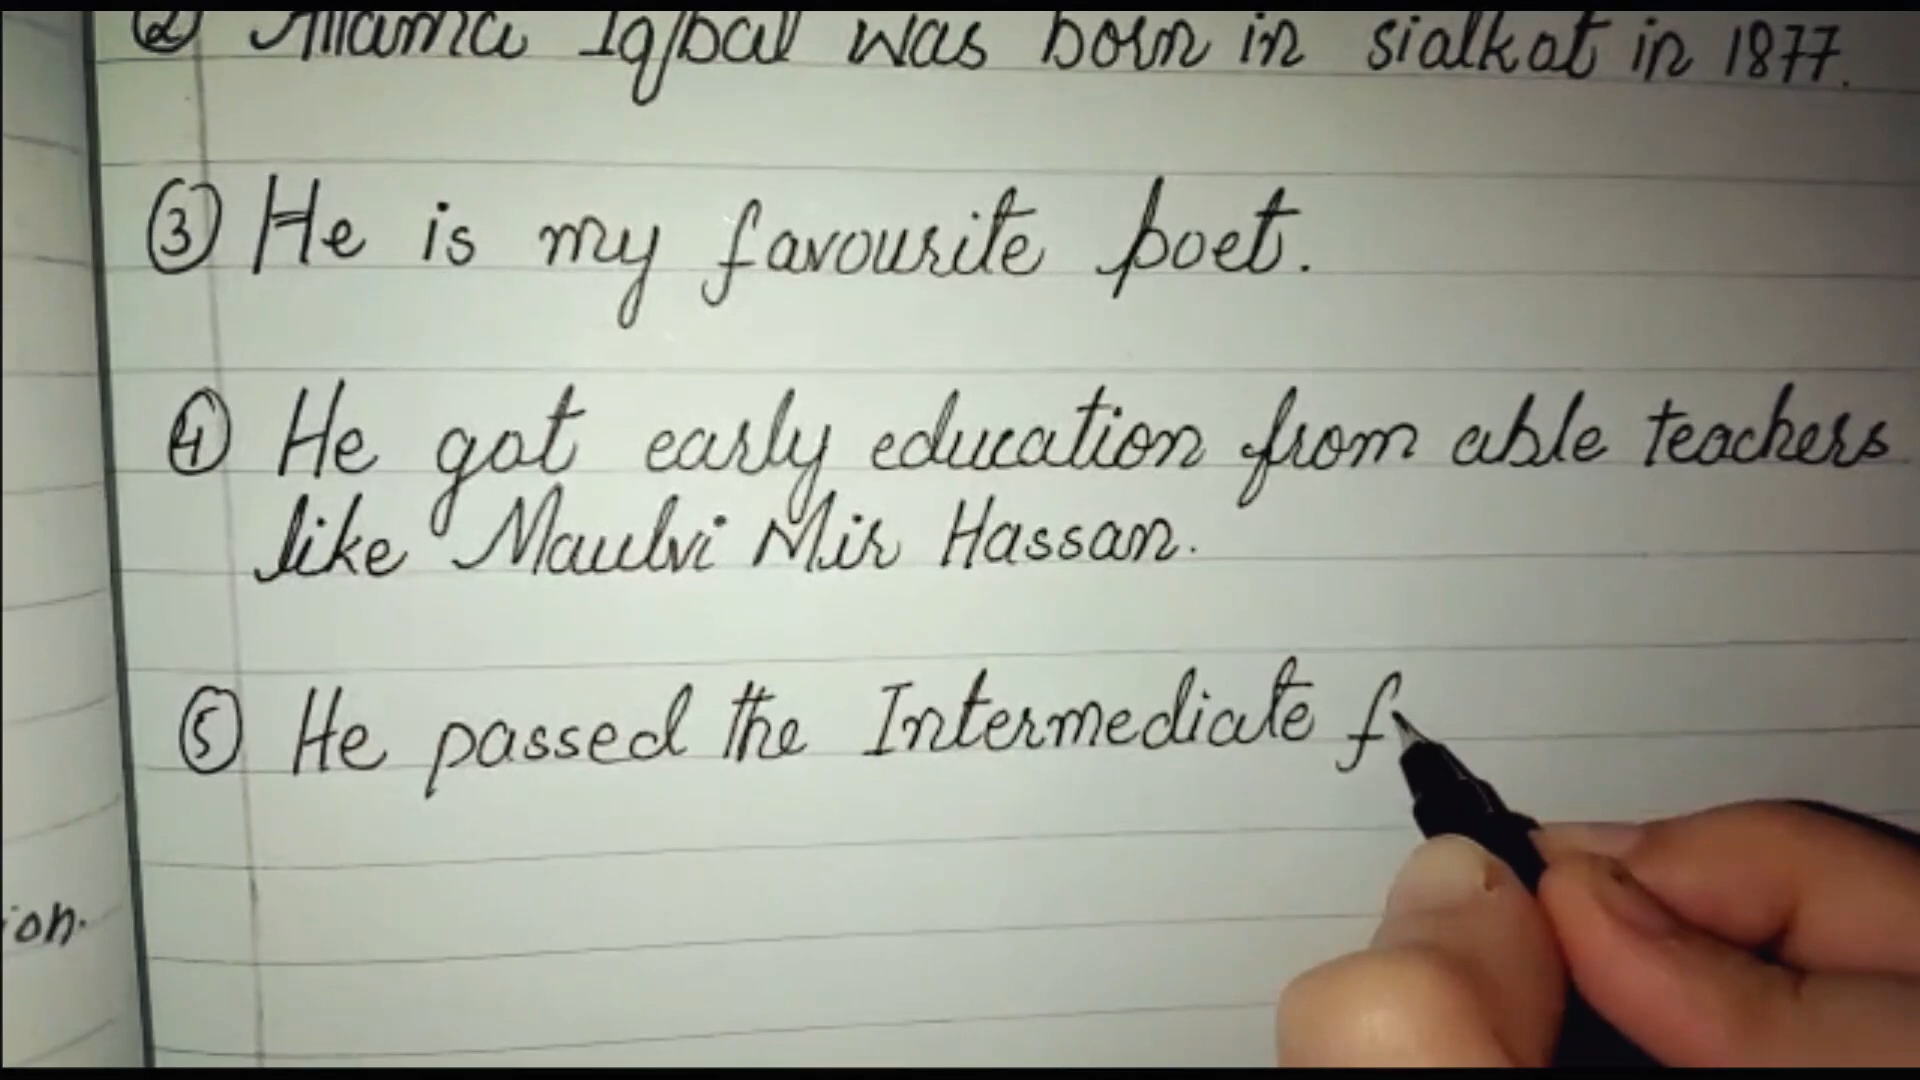 ② Allama Iqbal was born in sialkot in 1877.
③ He is my favourite poet.
④ He got early education from able teachers
like Maulvi Mir Hassan.
⑤ He passed the Intermediate f
ion.